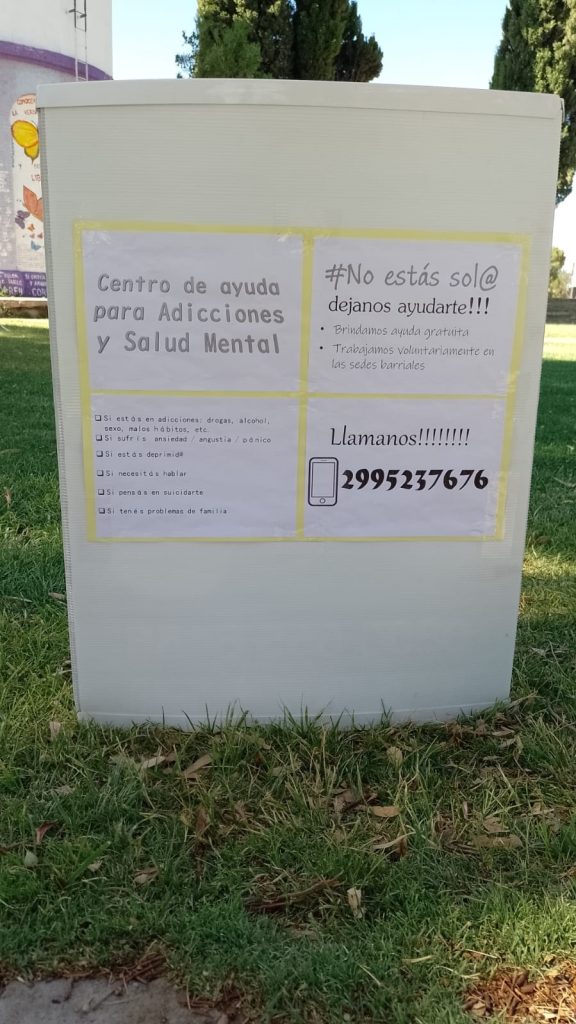 Centro de ayuda
para Adicciones
y Salud Mental
#No estás sol@
dejanos ayudarte!!!
• Brindamos ayuda gratuita
• Trabajamos voluntariamente en
las sedes barriales
❑Si estás en adicciones: drogas, alcohol,
sexo, malos hábitos, etc.
❑Si sufrís ansiedad / angustia / pánico
❑Si estás deprimid@
❑Si necesitás hablar
❑Si pensás en suicidarte
❑Si tenés problemas de familia
Llamanos!!!!!!!!
2995237676